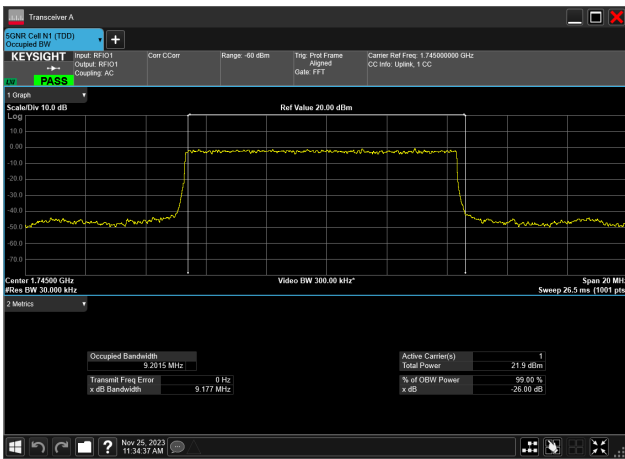 Transceiver A
5GNR Cell N1 (TDD)
Occupied BW
KEYSIGHT Input: RFIO1 Corr CCorr Range: -60 dBm Trig: Prot Frame Carrier Ref Freq: 1.745000000 GHz
Output: RFIO1 Aligned CC Info: Uplink, 1 CC
Coupling: AC Gate: FFT
PASS
1 Graph
Scale/Div 10.0 dB Ref Value 20.00 dBm
Log
10.0
0.00
-10.0
-20.0
-30.0
-40.0
-50.0
-60.0
-70.0
Center 1.74500 GHz Video BW 300.00 kHz* Span 20 MHz
#Res BW 30.000 kHz Sweep 26.5 ms (1001 pts
2 Metrics
Occupied Bandwidth Active Carrier(s) 1
9.2015 MHz Total Power 21.9 dBm
Transmit Freq Error 0 Hz % of OBW Power 99.00 %
x dB Bandwidth 9.177 MHz x dB -26.00 dB
? Nov 25, 2023
11:34:37 AM